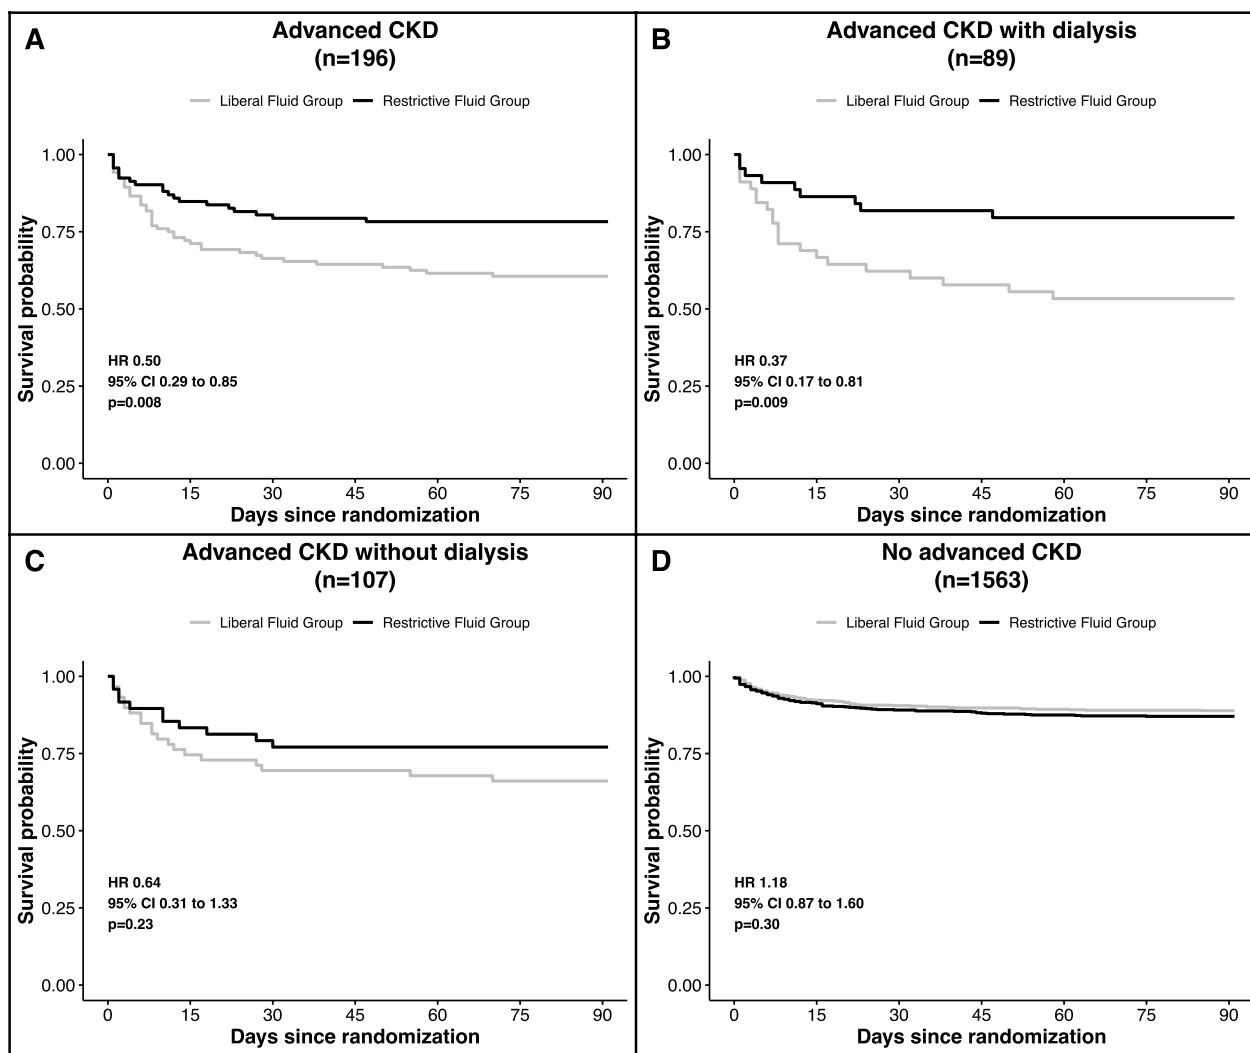 A
Advanced CKD
(n=196)
Liberal Fluid Group
Restrictive Fluid Group
Survival probability
1.00
0.75
0.50
0.25
0.00
HR 0.50
95% CI 0.29 to 0.85
p=0.008
0 15 30 45 60 75 90
Days since randomization
B
Advanced CKD with dialysis
(n=89)
Liberal Fluid Group
Restrictive Fluid Group
Survival probability
1.00
0.75
0.50
0.25
0.00
HR 0.37
95% CI 0.17 to 0.81
p=0.009
0 15 30 45 60 75 90
Days since randomization
C
Advanced CKD without dialysis
(n=107)
Liberal Fluid Group
Restrictive Fluid Group
Survival probability
1.00
0.75
0.50
0.25
0.00
HR 0.64
95% CI 0.31 to 1.33
p=0.23
0 15 30 45 60 75 90
Days since randomization
D
No advanced CKD
(n=1563)
Liberal Fluid Group
Restrictive Fluid Group
Survival probability
1.00
0.75
0.50
0.25
0.00
HR 1.18
95% CI 0.87 to 1.60
p=0.30
0 15 30 45 60 75 90
Days since randomization